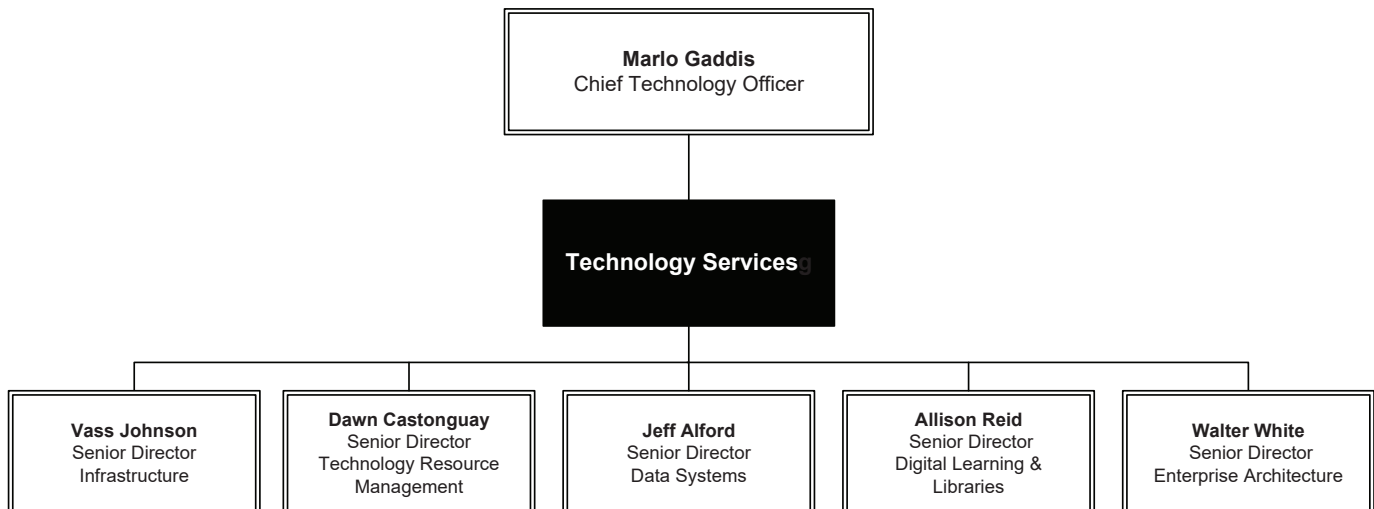 Marlo Gaddis
Chief Technology Officer
Technology Servicesg
Vass Johnson
Senior Director
Infrastructure
Dawn Castonguay
Senior Director
Technology Resource
Management
Jeff Alford
Senior Director
Data Systems
Allison Reid
Senior Director
Digital Learning &
Libraries
Walter White
Senior Director
Enterprise Architecture